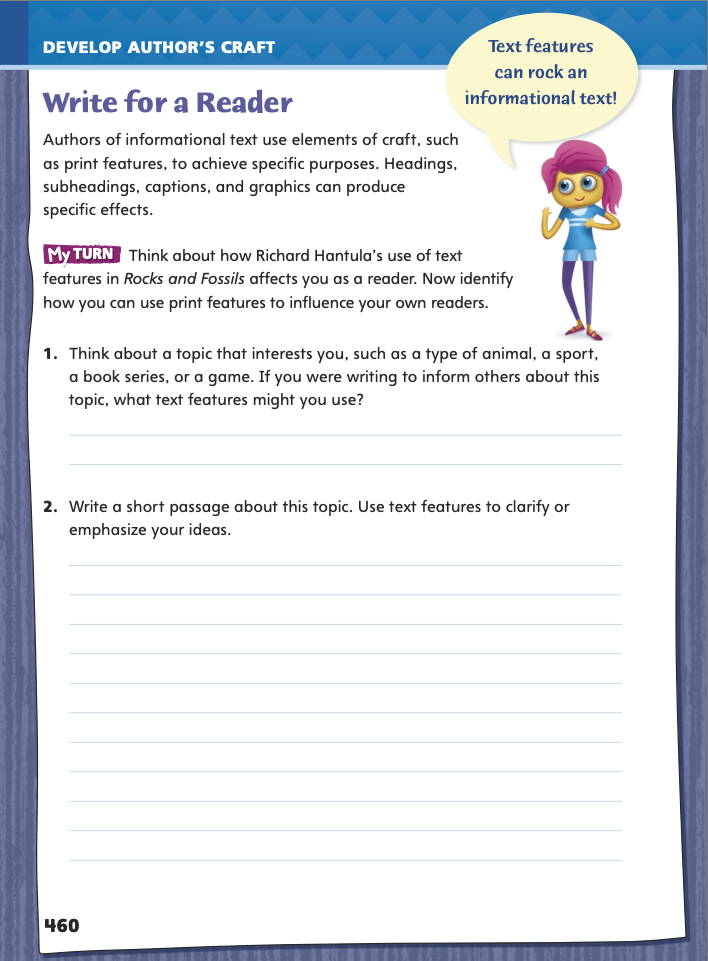 DEVELOP AUTHOR'S CRAFT
Text features
can rock an
informational text!
Write for a Reader
Authors of informational text use elements of craft, such
as print features, to achieve specific purposes. Headings,
subheadings, captions, and graphics can produce
specific effects.
My TURN Think about how Richard Hantula's use of text
features in Rocks and Fossils affects you as a reader. Now identify
how you can use print features to influence your own readers.
1. Think about a topic that interests you, such as a type of animal, a sport,
a book series, or a game. If you were writing to inform others about this
topic, what text features might you use?
2. Write a short passage about this topic. Use text features to clarify or
emphasize your ideas.
460